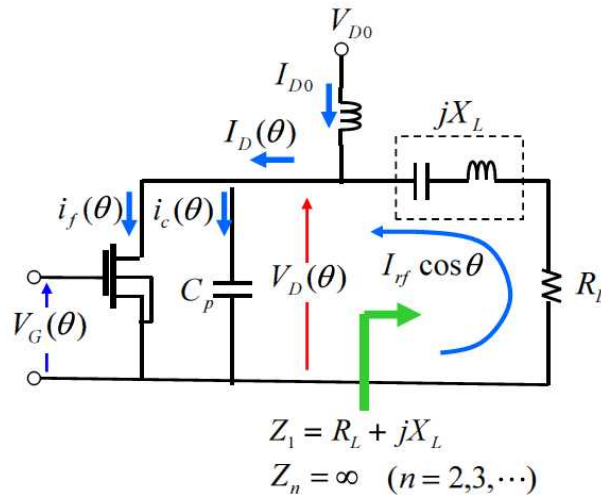 V_{D0}
I_{D0}
jX_L
I_D(θ)
i_f(θ)
i_c(θ)
I_{rf} cosθ
R_L
C_p
V_D(θ)
V_G(θ)
Z_1 = R_L + jX_L
Z_n = ∞ (n = 2,3,⋯)